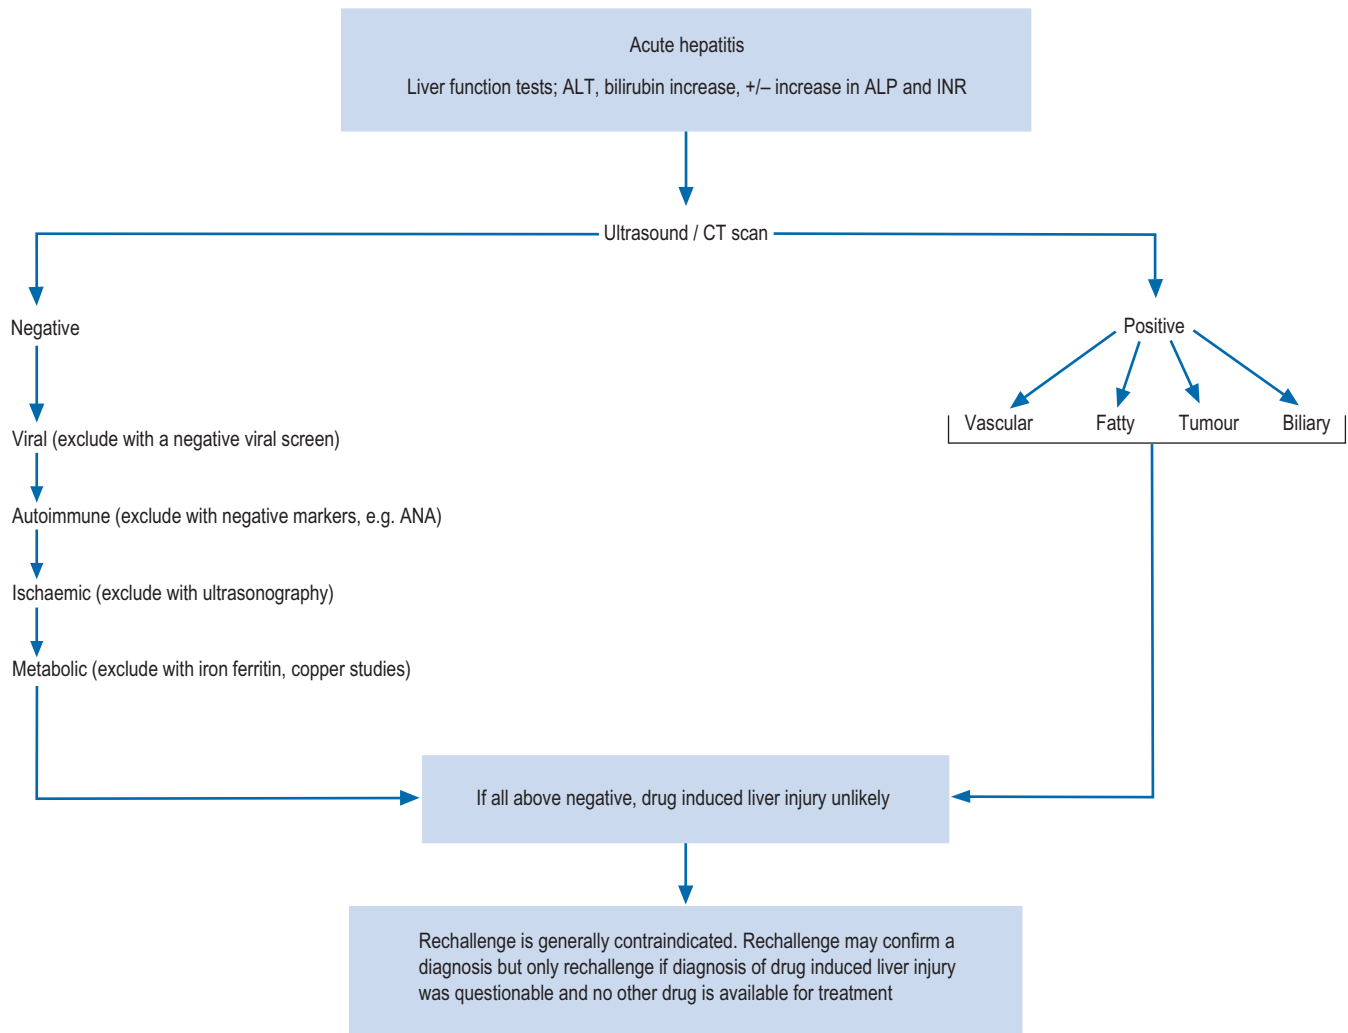 Acute hepatitis
Liver function tests; ALT, bilirubin increase, +/– increase in ALP and INR
Ultrasound / CT scan
Negative
Positive
Vascular
Fatty
Tumour
Biliary
Viral (exclude with a negative viral screen)
Autoimmune (exclude with negative markers, e.g. ANA)
Ischaemic (exclude with ultrasonography)
Metabolic (exclude with iron ferritin, copper studies)
If all above negative, drug induced liver injury unlikely
Rechallenge is generally contraindicated. Rechallenge may confirm a
diagnosis but only rechallenge if diagnosis of drug induced liver injury
was questionable and no other drug is available for treatment